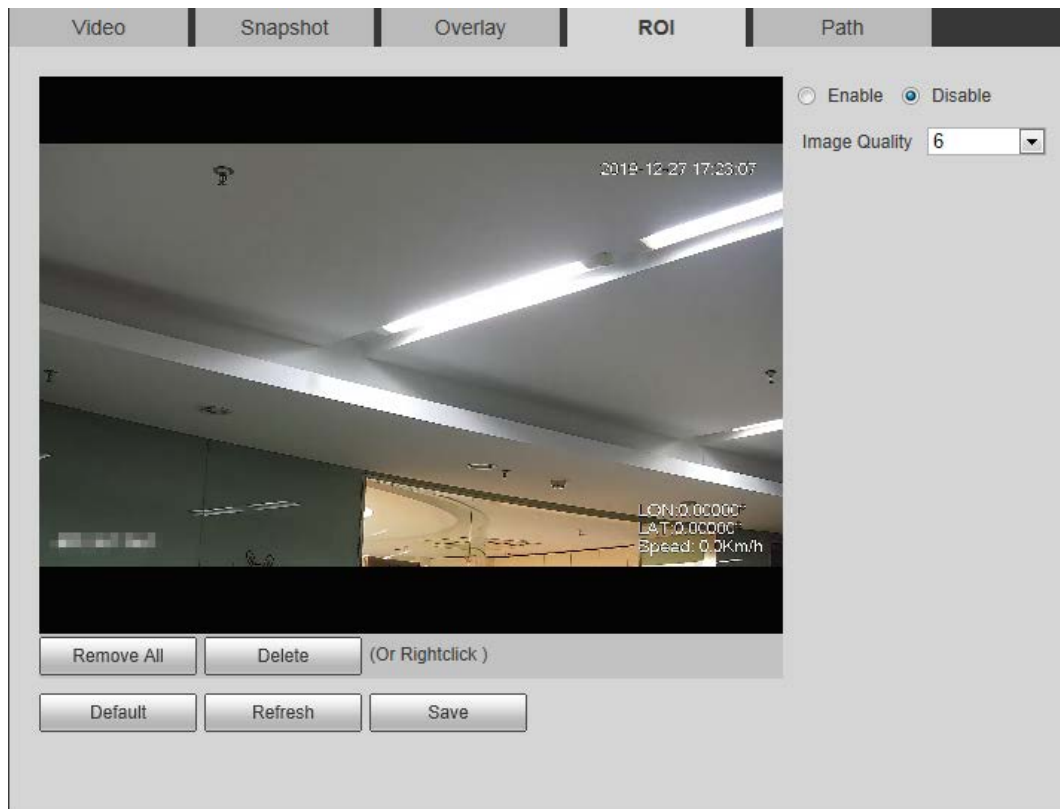 Video Snapshot Overlay ROI Path
Enable Disable
Image Quality 6
2019-12-27 17:23:07
LON:0.00000°
LAT:0.00000°
Speed: 0.0Km/h
Remove All Delete (Or Rightclick )
Default Refresh Save